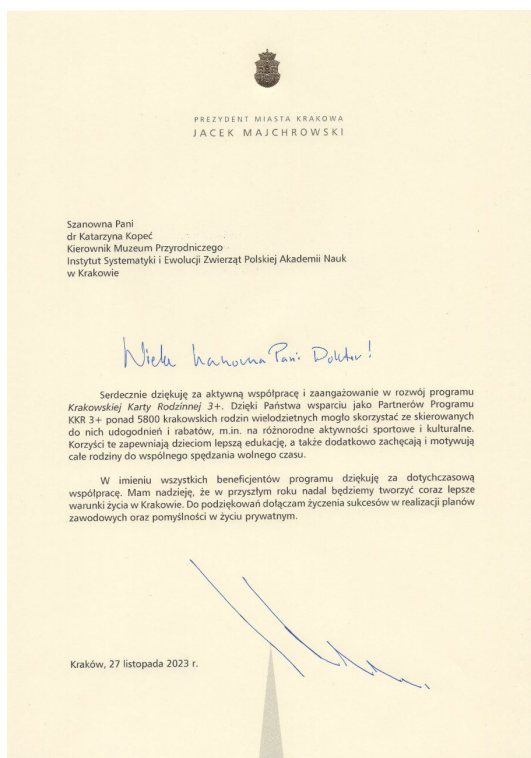 PREZYDENT MIASTA KRAKOWA
JACEK MAJCHROWSKI
Szanowna Pani
dr Katarzyna Kopeć
Kierownik Muzeum Przyrodniczego
Instytut Systematyki i Ewolucji Zwierząt Polskiej Akademii Nauk
w Krakowie
Wielce Szanowna Pani Doktor!
Serdecznie dziękuję za aktywną współpracę i zaangażowanie w rozwój programu
Krakowskiej Karty Rodzinnej 3+. Dzięki Państwa wsparciu jako Partnerów Programu
KKR 3+ ponad 5800 krakowskich rodzin wielodzietnych mogło skorzystać ze skierowanych
do nich udogodnień i rabatów, m.in. na różnorodne aktywności sportowe i kulturalne.
Korzyści te zapewniają dzieciom lepszą edukację, a także dodatkowo zachęcają i motywują
całe rodziny do wspólnego spędzania wolnego czasu.
W imieniu wszystkich beneficjentów programu dziękuję za dotychczasową
współpracę. Mam nadzieję, że w przyszłym roku nadal będziemy tworzyć coraz lepsze
warunki życia w Krakowie. Do podziękowań dołączam życzenia sukcesów w realizacji planów
zawodowych oraz pomyślności w życiu prywatnym.
Kraków, 27 listopada 2023 r.